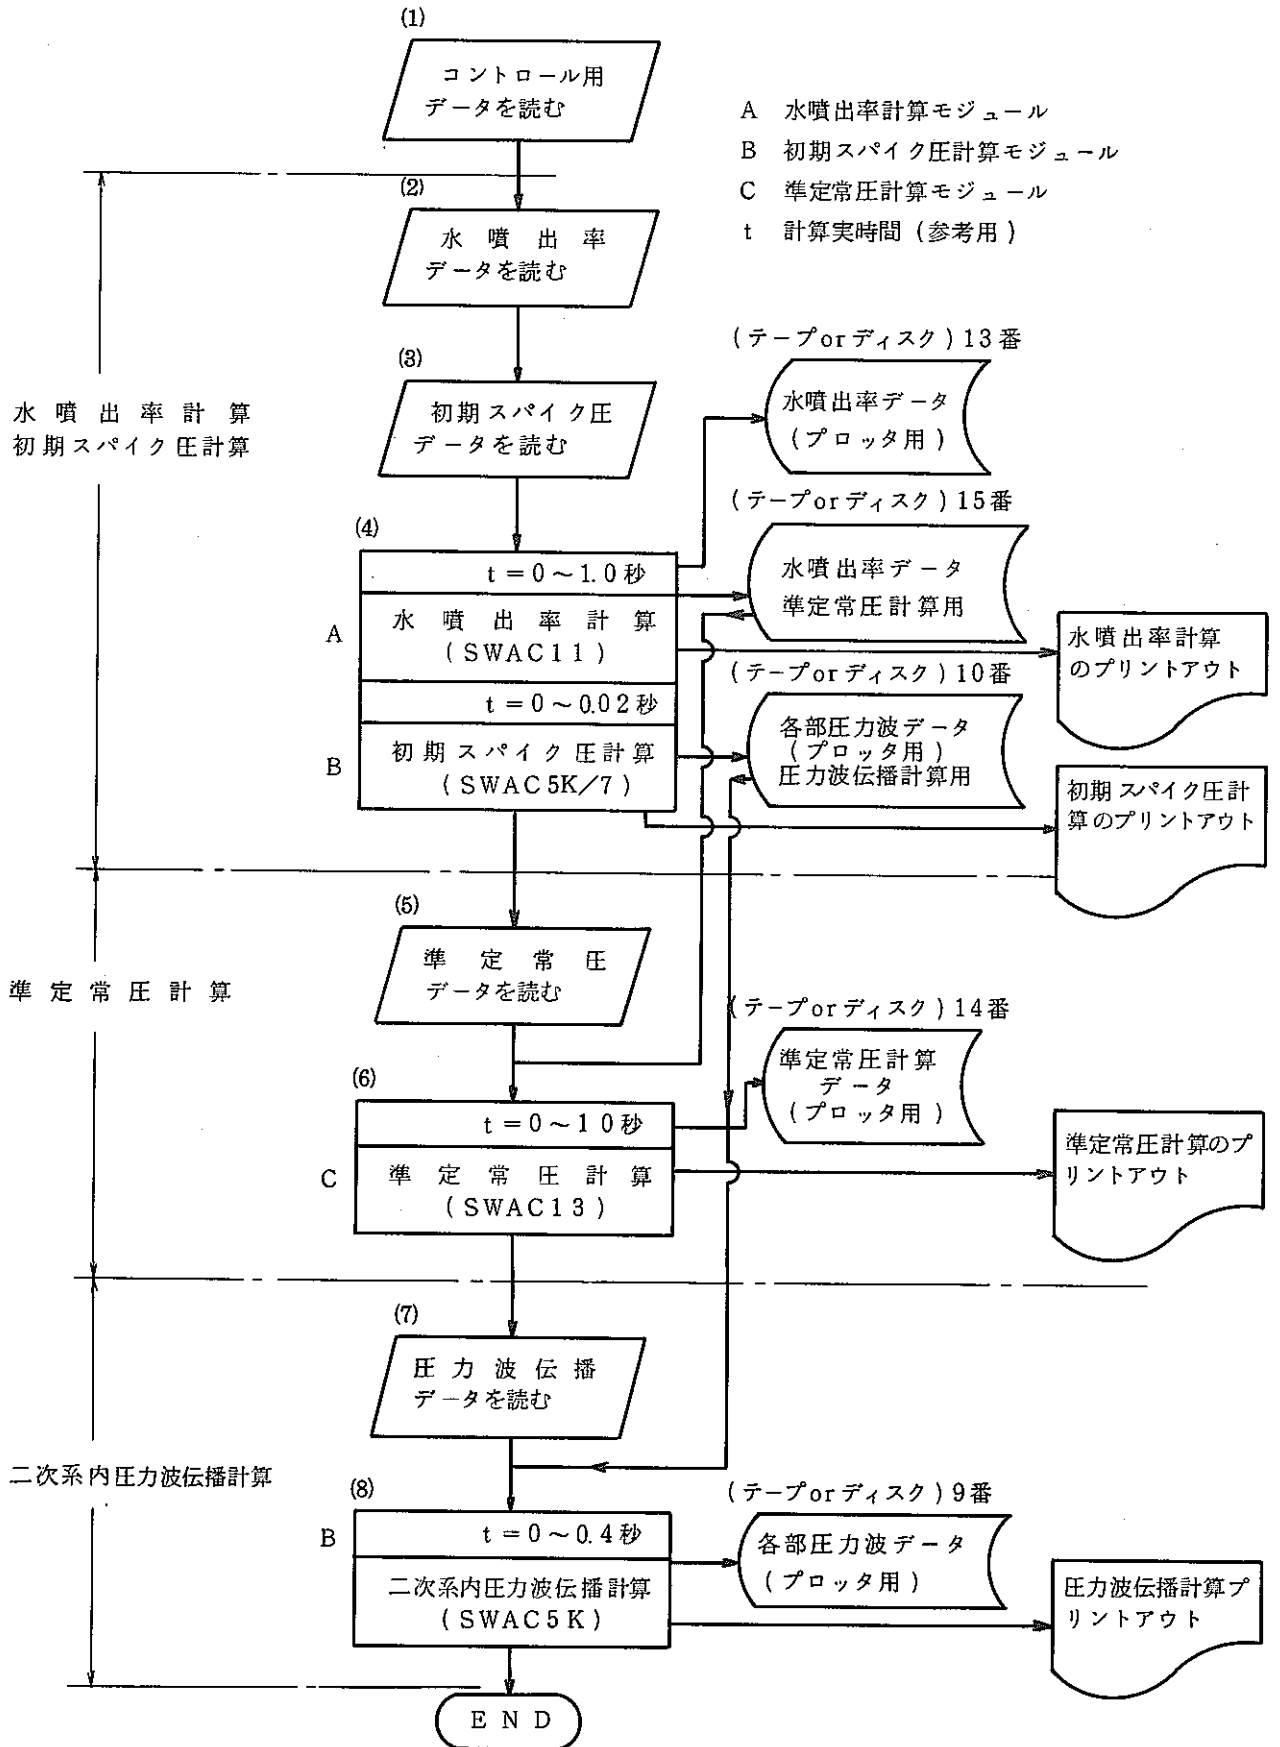 (1)
コントロール用
データを読む
A 水噴出率計算モジュール
B 初期スパイク圧計算モジュール
C 準定常圧計算モジュール
t 計算実時間(参考用)
(2)
水噴出率
データを読む
(3)
初期スパイク圧
データを読む
(テープorディスク)13番
水噴出率データ
(プロッタ用)
水噴出率計算
初期スパイク圧計算
(4)
t=0~1.0秒
A
水噴出率計算
(SWAC11)
t=0~0.02秒
B
初期スパイク圧計算
(SWAC5K/7)
(テープorディスク)15番
水噴出率データ
準定常圧計算用
水噴出率計算
のプリントアウト
(テープorディスク)10番
各部圧力波データ
(プロッタ用)
圧力波伝播計算用
初期スパイク圧計
算のプリントアウト
(5)
準定常圧
データを読む
準定常圧計算
(6)
t=0~10秒
C
準定常圧計算
(SWAC13)
(テープorディスク)14番
準定常圧計算
データ
(プロッタ用)
準定常圧計算のプ
リントアウト
(7)
圧力波伝播
データを読む
二次系内圧力波伝播計算
(8)
t=0~0.4秒
B
二次系内圧力波伝播計算
(SWAC5K)
(テープorディスク)9番
各部圧力波データ
(プロッタ用)
圧力波伝播計算プ
リントアウト
END